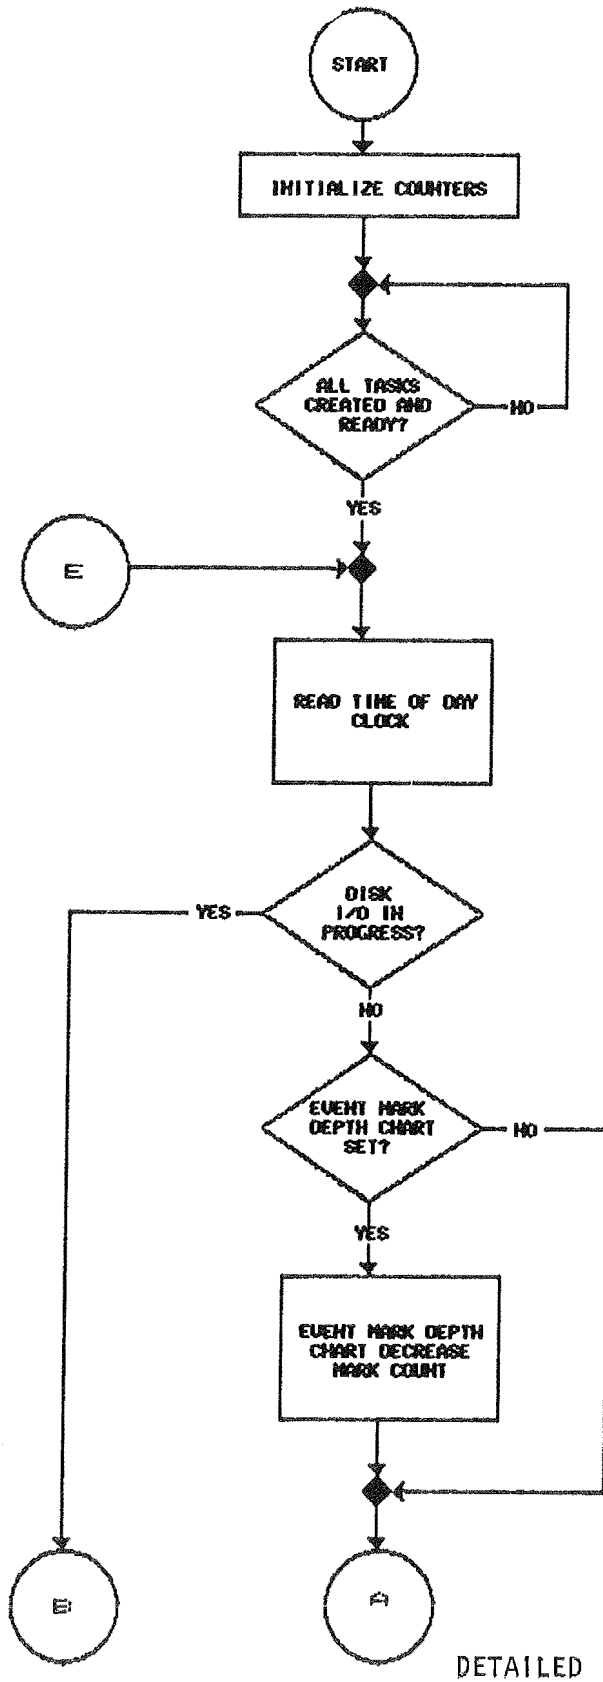 START
INITIALIZE COUNTERS
ALL TASKS
CREATED AND
READY?
NO
YES
E
READ TIME OF DAY
CLOCK
DISK
I/O IN
PROGRESS?
YES
NO
EVENT MARK
DEPTH CHART
SET?
NO
YES
EVENT MARK DEPTH
CHART DECREASE
MARK COUNT
B
A
DETAILED